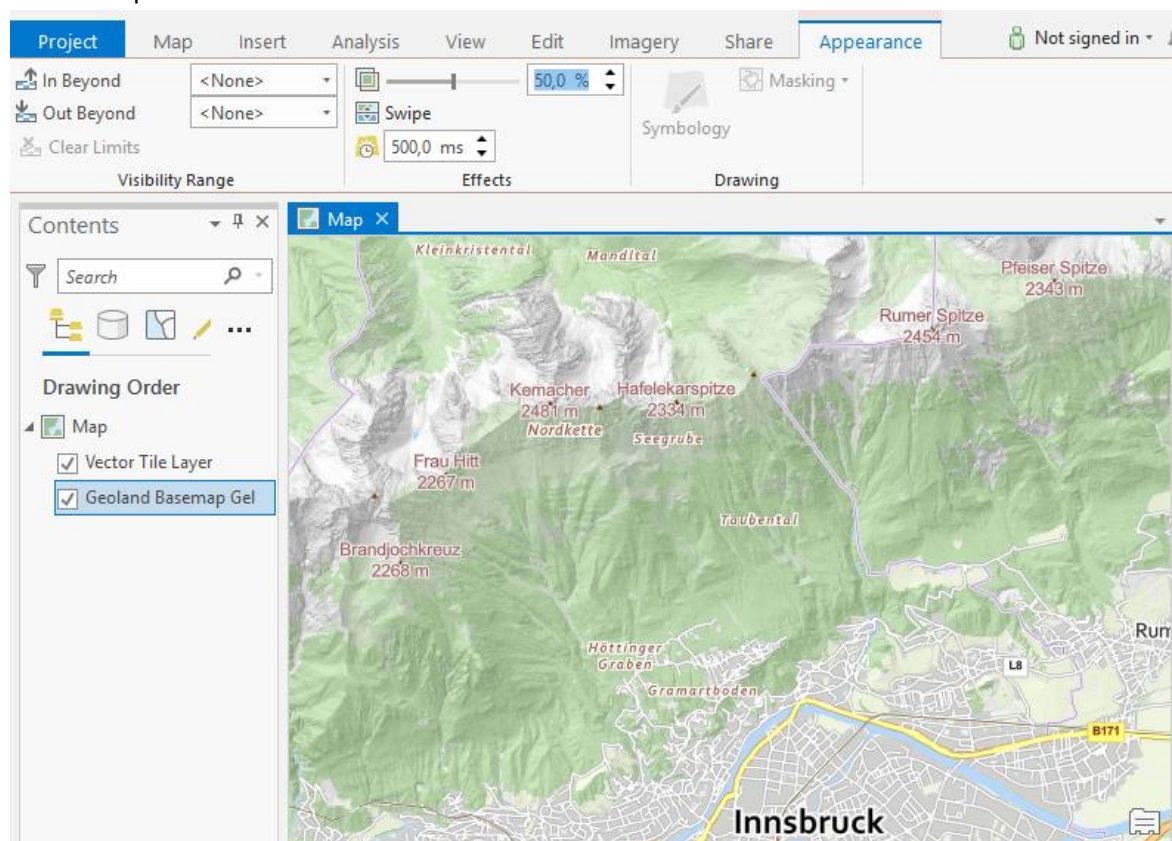 Project Map Insert Analysis View Edit Imagery Share Appearance Not signed in
In Beyond <None> 50,0 % Masking
Out Beyond <None> Swipe Symbology
Clear Limits 500,0 ms
Visibility Range Effects Drawing
Contents
Search
Drawing Order
Map
Vector Tile Layer
Geoland Basemap Gel
Map
Kleinkristental
Mandltal
Pfeiser Spitze
2343 m
Rumer Spitze
2454 m
Kemacher
2481 m
Hafelekarspitze
2334 m
Nordkette
Seegrube
Frau Hitt
2267 m
Taubental
Brandjochkreuz
2268 m
Höttinger
Graben
Gramartboden
Rum
L8
B171
Innsbruck